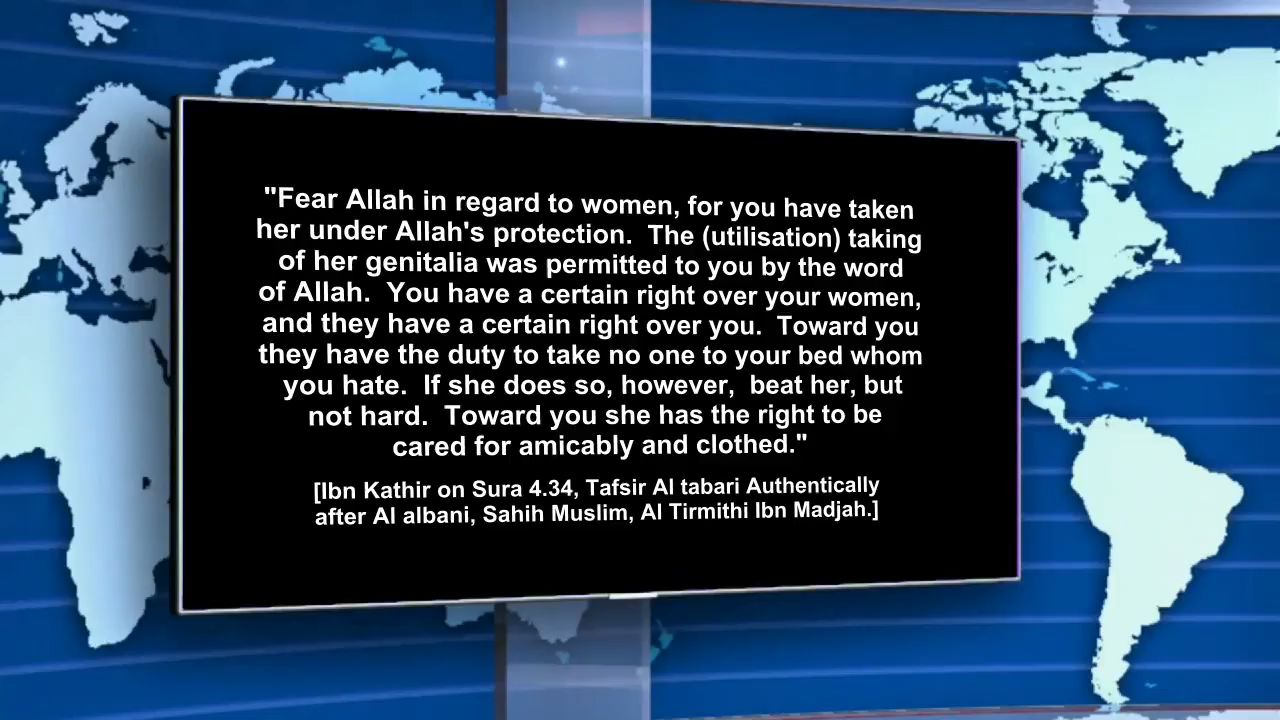 "Fear Allah in regard to women, for you have taken
her under Allah's protection.  The (utilisation) taking
of her genitalia was permitted to you by the word
of Allah.  You have a certain right over your women,
and they have a certain right over you.  Toward you
they have the duty to take no one to your bed whom
you hate.  If she does so, however,  beat her, but
not hard.  Toward you she has the right to be
cared for amicably and clothed."
[Ibn Kathir on Sura 4.34, Tafsir Al tabari Authentically
after Al albani, Sahih Muslim, Al Tirmithi Ibn Madjah.]